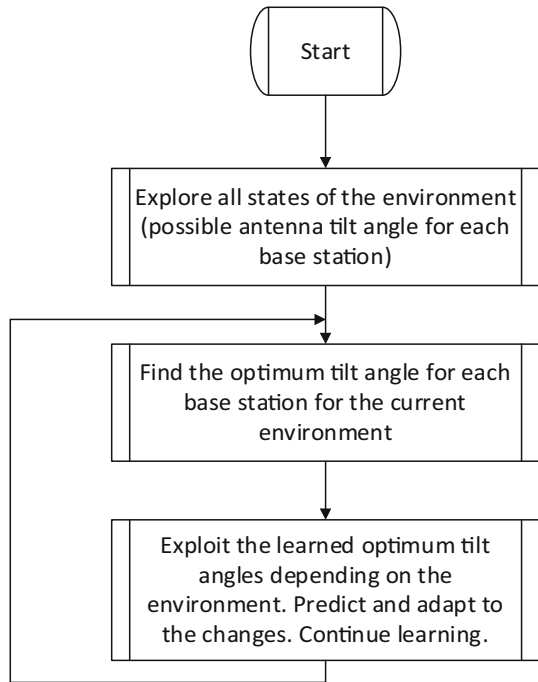 Start
Explore all states of the environment
(possible antenna tilt angle for each
base station)
Find the optimum tilt angle for each
base station for the current
environment
Exploit the learned optimum tilt
angles depending on the
environment. Predict and adapt to
the changes. Continue learning.